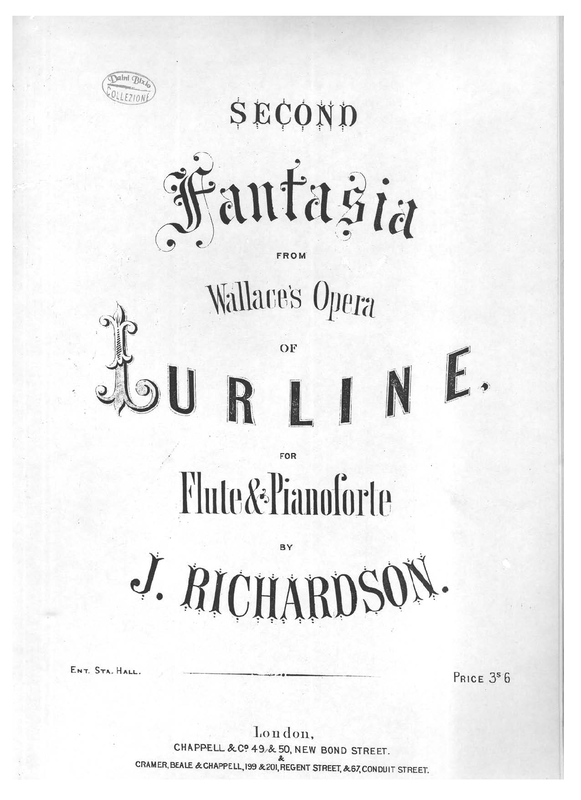 COLLEZIONE
SECOND
Fantasia
FROM
Wallace's Opera
OF
LURLINE,
FOR
Flute & Pianoforte
BY
J. RICHARDSON.
ENT. STA. HALL.
PRICE 3s 6
London,
CHAPPELL & Co 49, & 50, NEW BOND STREET.
&
CRAMER, BEALE & CHAPPELL, 199 & 201, REGENT STREET, & 67, CONDUIT STREET.